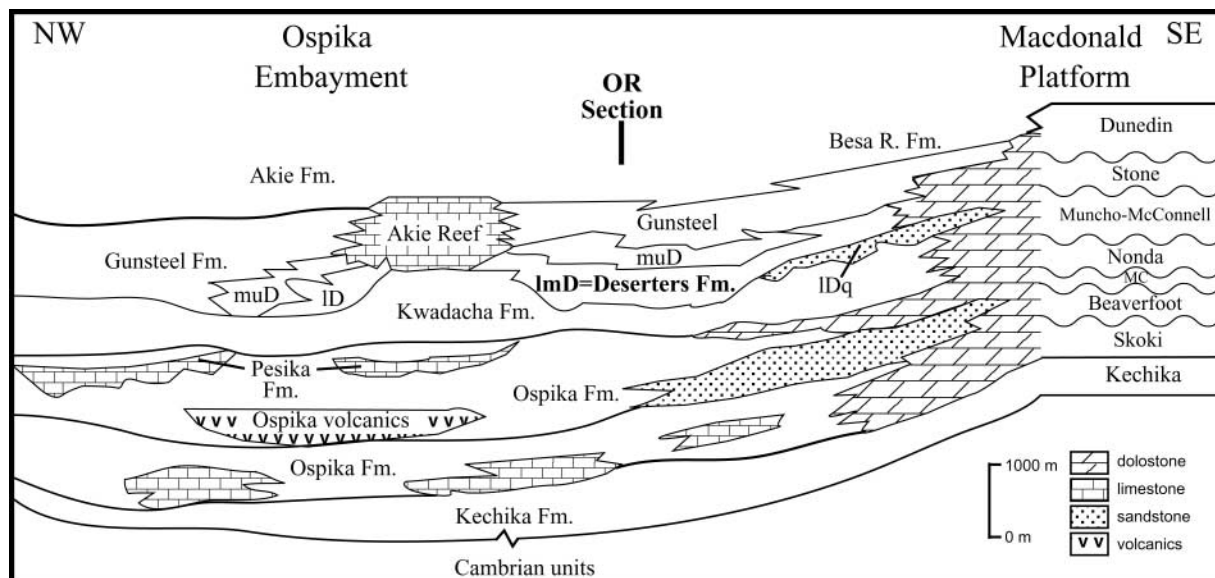 NW
Ospika
Embayment
OR
Section
Macdonald
Platform
SE
Besa R. Fm.
Dunedin
Stone
Akie Fm.
Akie Reef
Gunsteel
Muncho-McConnell
Gunsteel Fm.
muD
Nonda
muD
lD
lmD=Deserters Fm.
lDq
MC
Kwadacha Fm.
Beaverfoot
Skoki
Pesika
Fm.
Ospika Fm.
Kechika
Ospika volcanics
Ospika Fm.
Kechika Fm.
Cambrian units
1000 m
0 m
dolostone
limestone
sandstone
volcanics